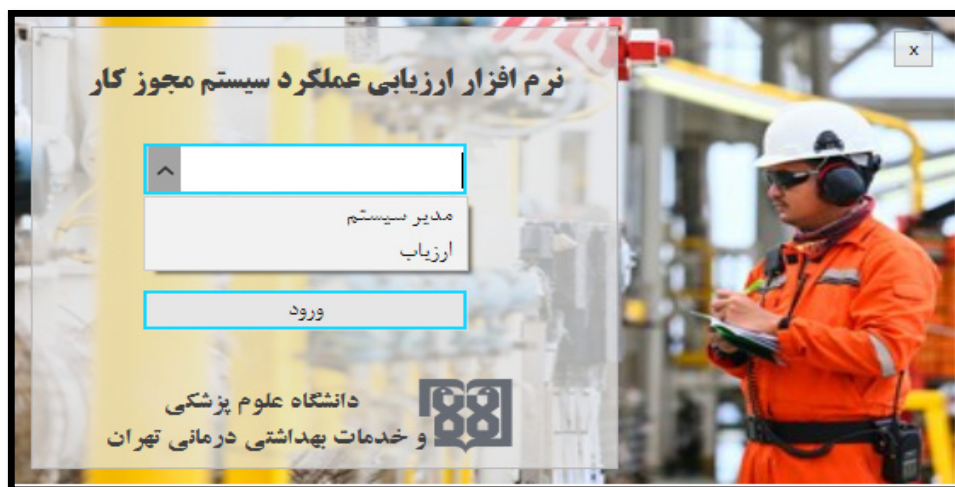 x
نرم افزار ارزیابی عملکرد سیستم مجوز کار
مدیر سیستم
ارزیاب
ورود
دانشگاه علوم پزشکی
و خدمات بهداشتی درمانی تهران